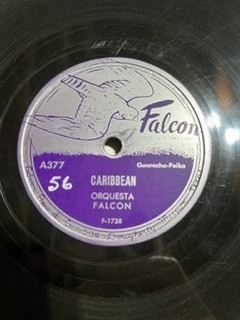 Falcon
A377
Guaracha-Polka
56
CARIBBEAN
ORQUESTA
FALCON
F-1738